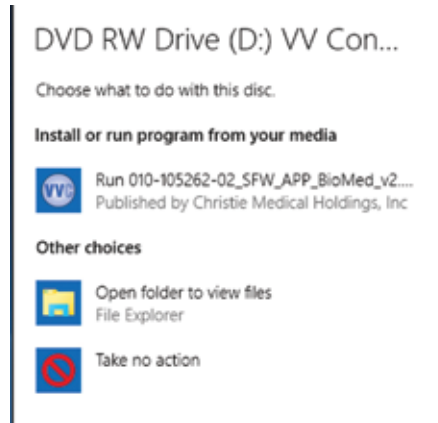 DVD RW Drive (D:) VV Con...
Choose what to do with this disc.
Install or run program from your media
VVC
Run 010-105262-02_SFW_APP_BioMed_v2....
Published by Christie Medical Holdings, Inc
Other choices
Open folder to view files
File Explorer
Take no action